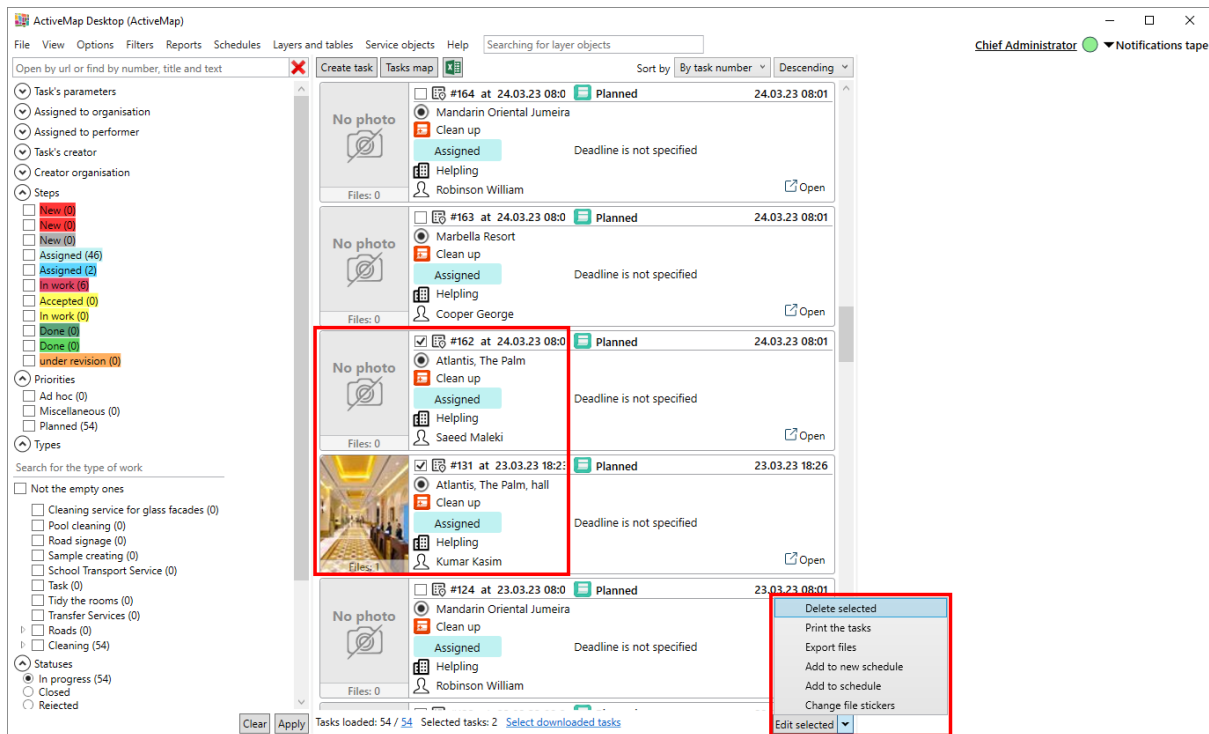 ActiveMap Desktop (ActiveMap)
File View Options Filters Reports Schedules Layers and tables Service objects Help Searching for layer objects
Chief Administrator Notifications tape
Open by url or find by number, title and text
Task's parameters
Assigned to organisation
Assigned to performer
Task's creator
Creator organisation
Steps
New (0)
New (0)
New (0)
Assigned (46)
Assigned (2)
In work (6)
Accepted (0)
In work (0)
Done (0)
Done (0)
under revision (0)
Priorities
Ad hoc (0)
Miscellaneous (0)
Planned (54)
Types
Search for the type of work
Not the empty ones
Cleaning service for glass facades (0)
Pool cleaning (0)
Road signage (0)
Sample creating (0)
School Transport Service (0)
Task (0)
Tidy the rooms (0)
Transfer Services (0)
Roads (0)
Cleaning (54)
Statuses
In progress (54)
Closed
Rejected
Clear Apply
Create task Tasks map Sort by By task number Descending
No photo
Files: 0
#164 at 24.03.23 08:0 Planned 24.03.23 08:01
Mandarin Oriental Jumeira
Clean up
Assigned Deadline is not specified
Helpling
Robinson William Open
No photo
Files: 0
#163 at 24.03.23 08:0 Planned 24.03.23 08:01
Marbella Resort
Clean up
Assigned Deadline is not specified
Helpling
Cooper George Open
No photo
Files: 0
#162 at 24.03.23 08:0 Planned 24.03.23 08:01
Atlantis, The Palm
Clean up
Assigned Deadline is not specified
Helpling
Saeed Maleki Open
Files: 1
#131 at 23.03.23 18:2 Planned 23.03.23 18:26
Atlantis, The Palm, hall
Clean up
Assigned Deadline is not specified
Helpling
Kumar Kasim Open
No photo
Files: 0
#124 at 23.03.23 08:0 Planned 23.03.23 08:01
Mandarin Oriental Jumeira
Clean up
Assigned Deadline is not specified
Helpling
Robinson William
Delete selected
Print the tasks
Export files
Add to new schedule
Add to schedule
Change file stickers
Tasks loaded: 54 / 54 Selected tasks: 2 Select downloaded tasks Edit selected